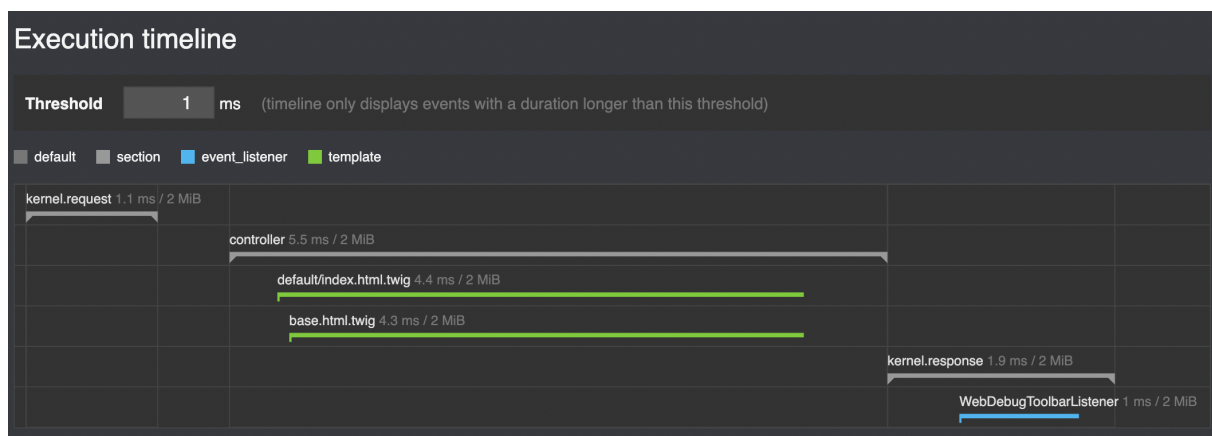 Execution timeline
Threshold 1 ms (timeline only displays events with a duration longer than this threshold)
default section event_listener template
kernel.request 1.1 ms / 2 MiB
controller 5.5 ms / 2 MiB
default/index.html.twig 4.4 ms / 2 MiB
base.html.twig 4.3 ms / 2 MiB
kernel.response 1.9 ms / 2 MiB
WebDebugToolbarListener 1 ms / 2 MiB